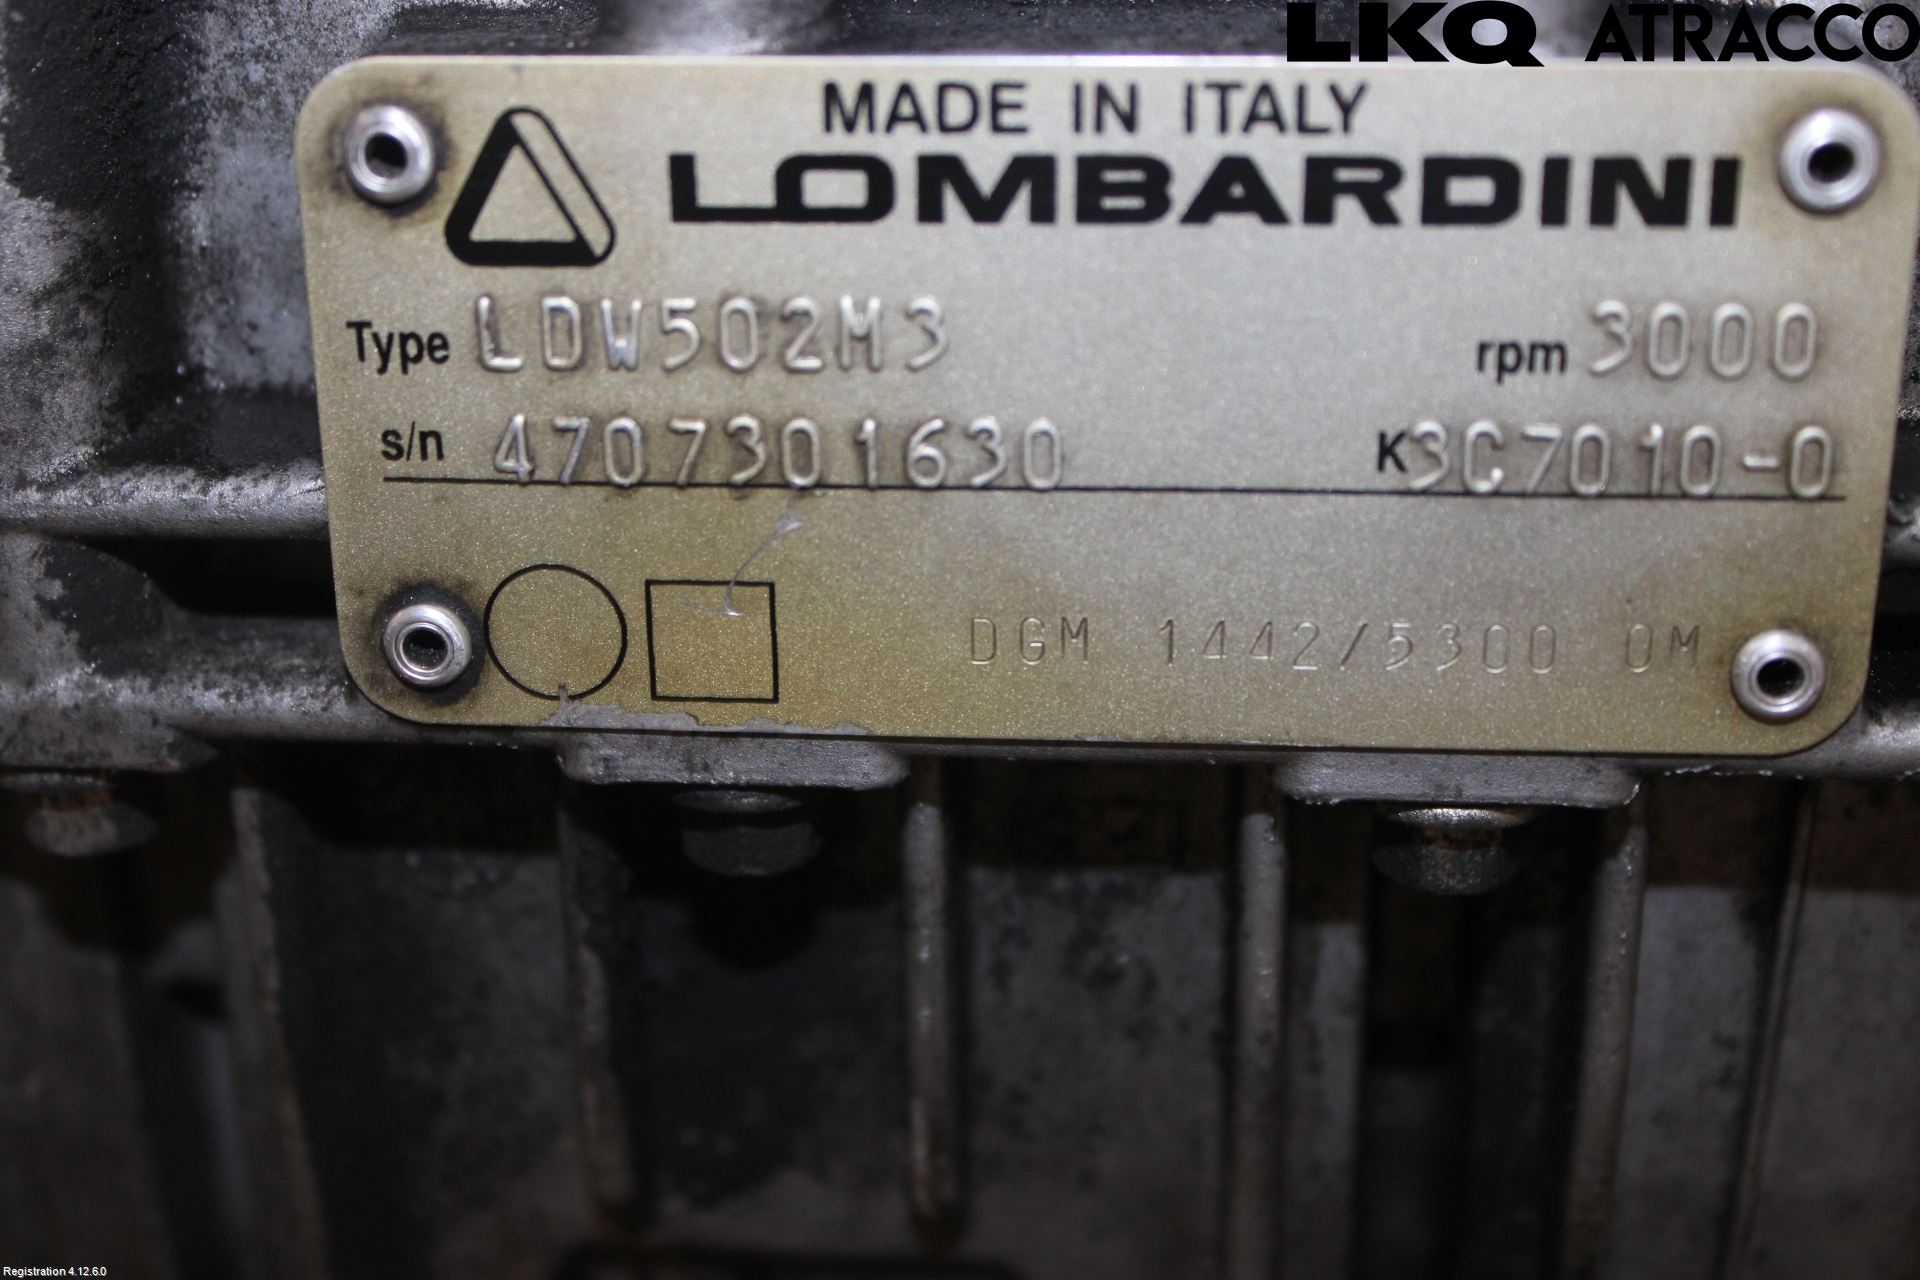 LKQ ATRACCO
MADE IN ITALY
LOMBARDINI
Type LDW502M3 rpm 3000
s/n 4707301630 K3C7010-0
DGM 1442/5300 OM
Registration 4.12.6.0